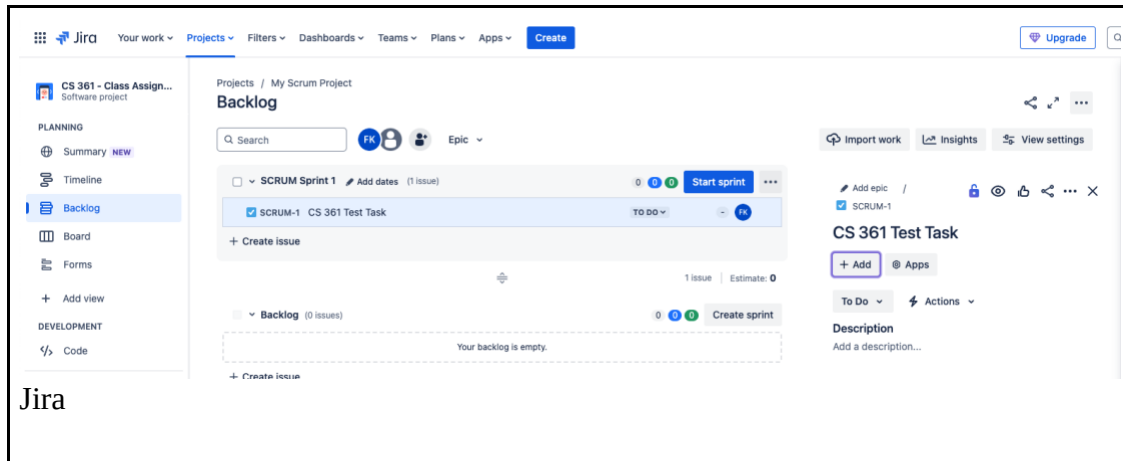 Jira Your work Projects Filters Dashboards Teams Plans Apps Create Upgrade
CS 361 - Class Assign...
Software project
PLANNING
Summary NEW
Timeline
Backlog
Board
Forms
Add view
DEVELOPMENT
Code
Projects / My Scrum Project
Backlog
Search FK Epic Import work Insights View settings
SCRUM Sprint 1 Add dates (1 issue) 0 0 0 Start sprint
SCRUM-1 CS 361 Test Task TO DO - FK
+ Create issue
1 issue Estimate: 0
Backlog (0 issues) 0 0 0 Create sprint
Your backlog is empty.
+ Create issue
Add epic /
SCRUM-1
CS 361 Test Task
+ Add Apps
To Do Actions
Description
Add a description...
Jira